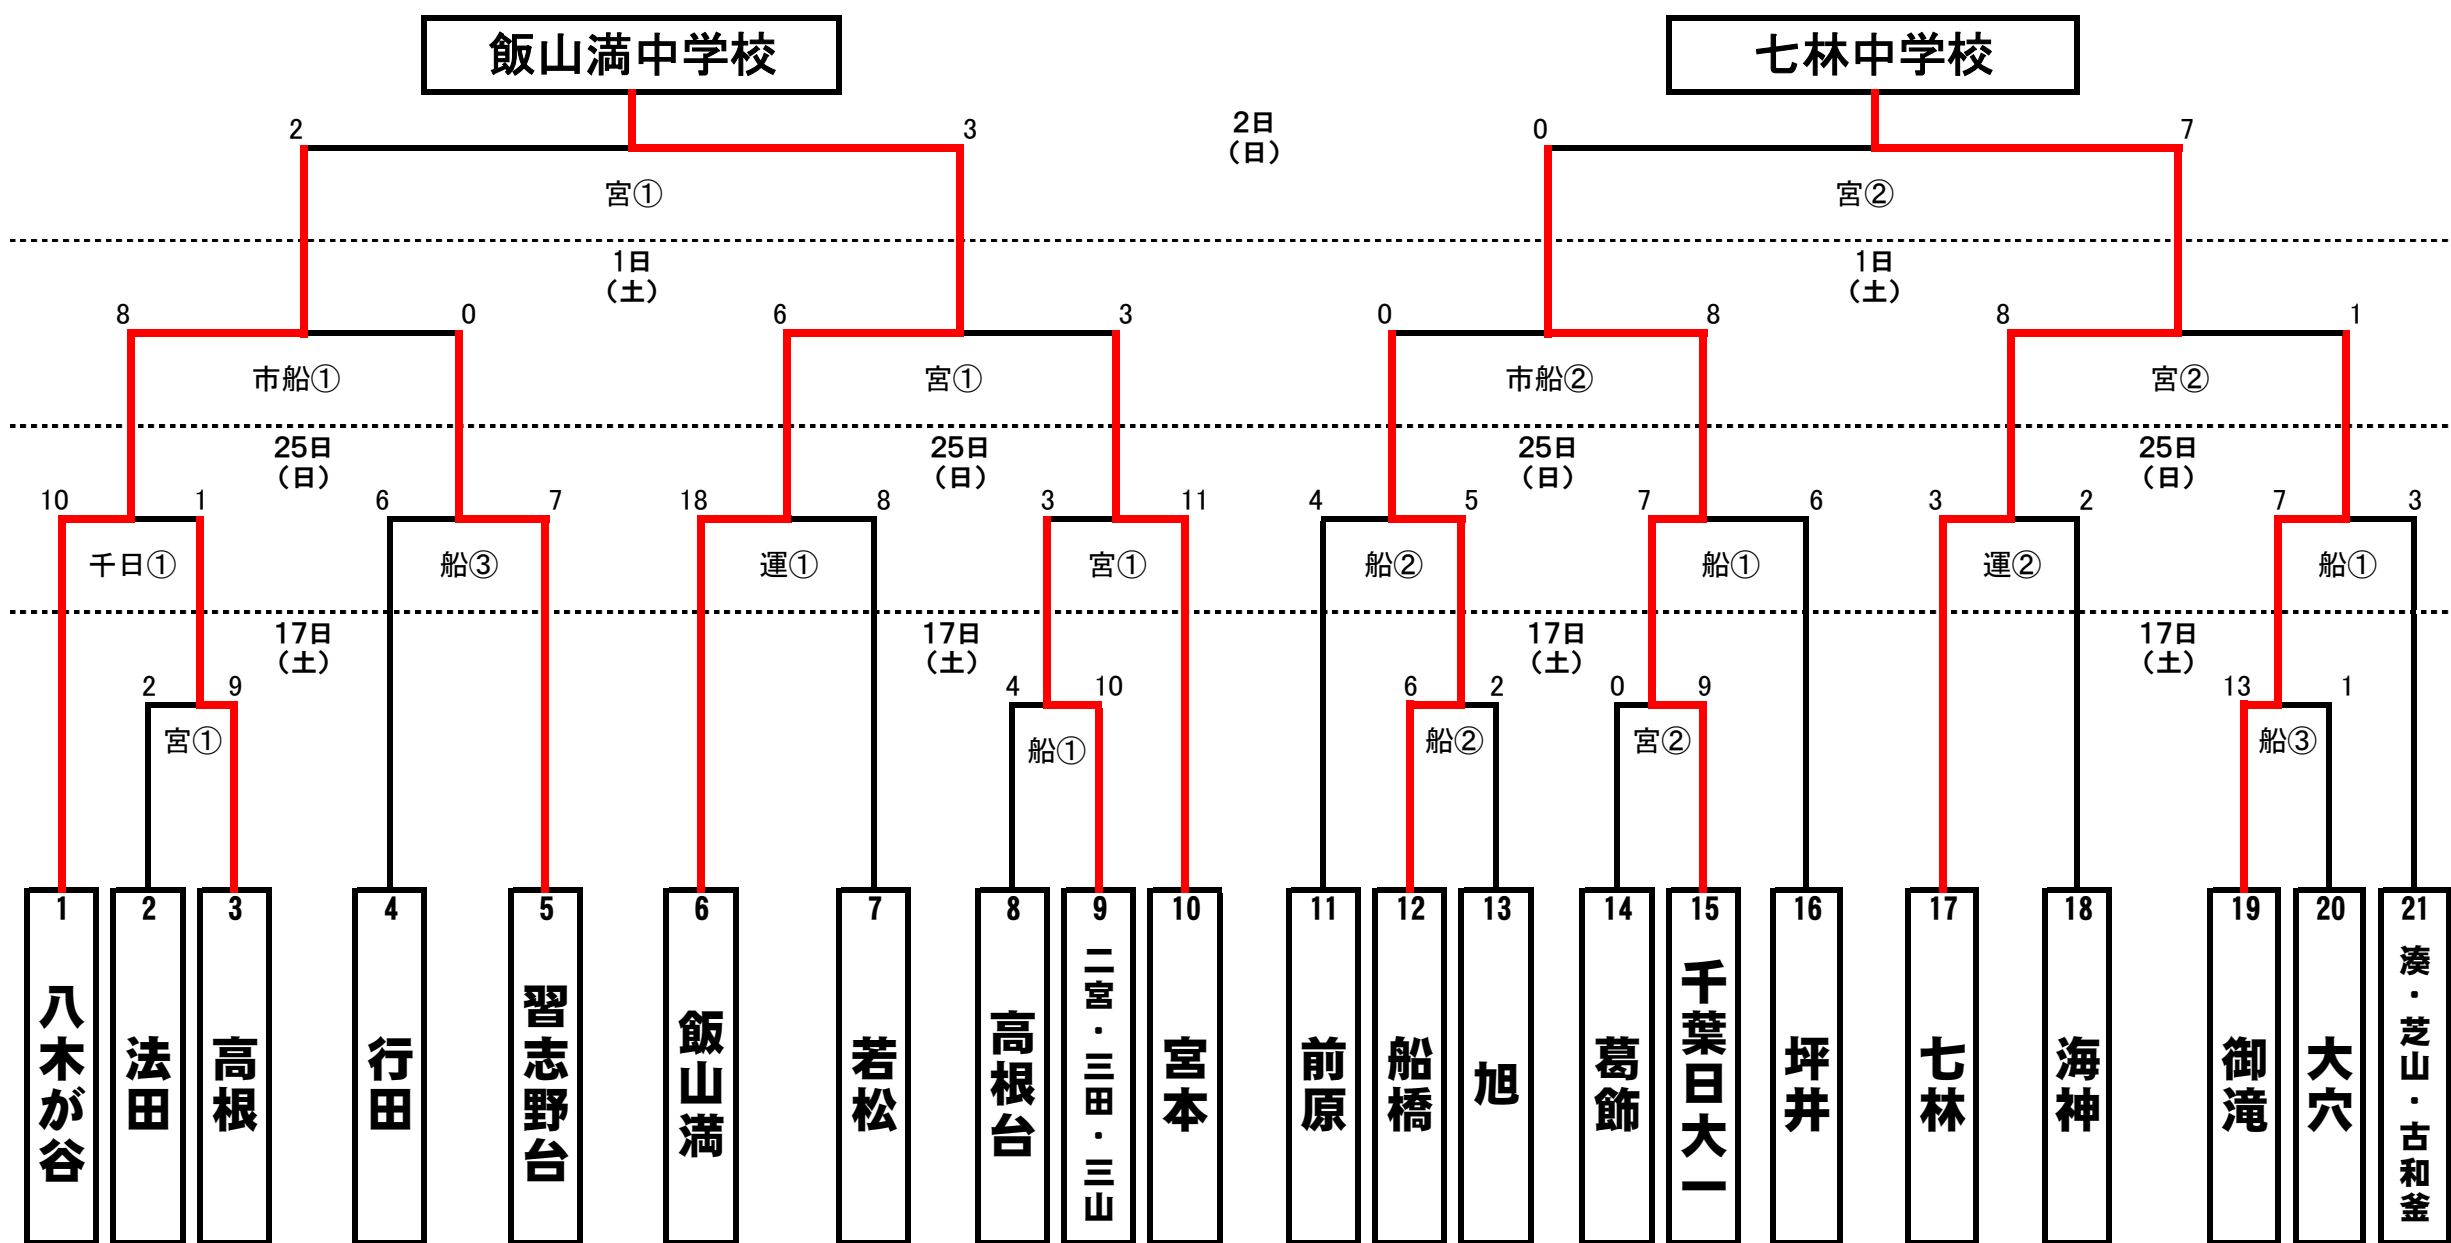 飯山満中学校 七林中学校
2 3 2日 0 7
（日）
宮① 宮②
1日 1日
（土） （土）
8 0 6 3 0 8 8 1
市船① 宮① 市船② 宮②
25日 25日 25日 25日
（日） （日） （日） （日）
10 1 6 7 18 8 3 11 4 5 7 6 3 2 7 3
千日① 船③ 運① 宮① 船② 船① 運② 船①
17日 17日 17日 17日
（土） （土） （土） （土）
2 9 4 10 6 2 0 9 13 1
宮① 船① 船② 宮② 船③
1 2 3 4 5 6 7 8 9 10 11 12 13 14 15 16 17 18 19 20 21
八木が谷
法田
高根
行田
習志野台
飯山満
若松
高根台
二宮・三田・三山
宮本
前原
船橋
旭
葛飾
千葉日大一
坪井
七林
海神
御滝
大穴
湊・芝山・古和釜